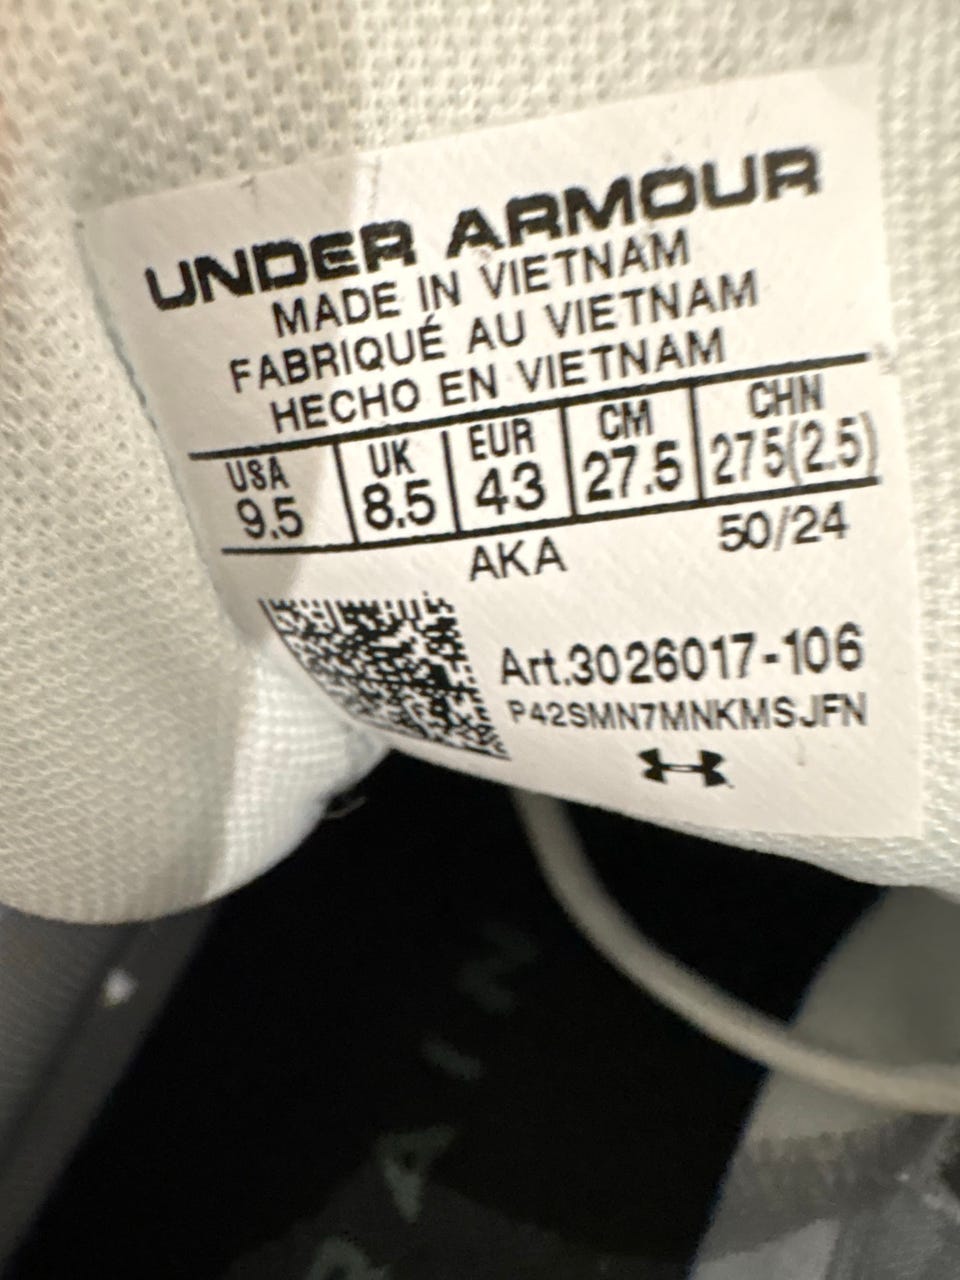 UNDER ARMOUR
MADE IN VIETNAM
FABRIQUÉ AU VIETNAM
HECHO EN VIETNAM
USA UK EUR CM CHN
9.5 8.5 43 27.5 275(2.5)
AKA 50/24
Art.3026017-106
P42SMN7MNKMSJFN